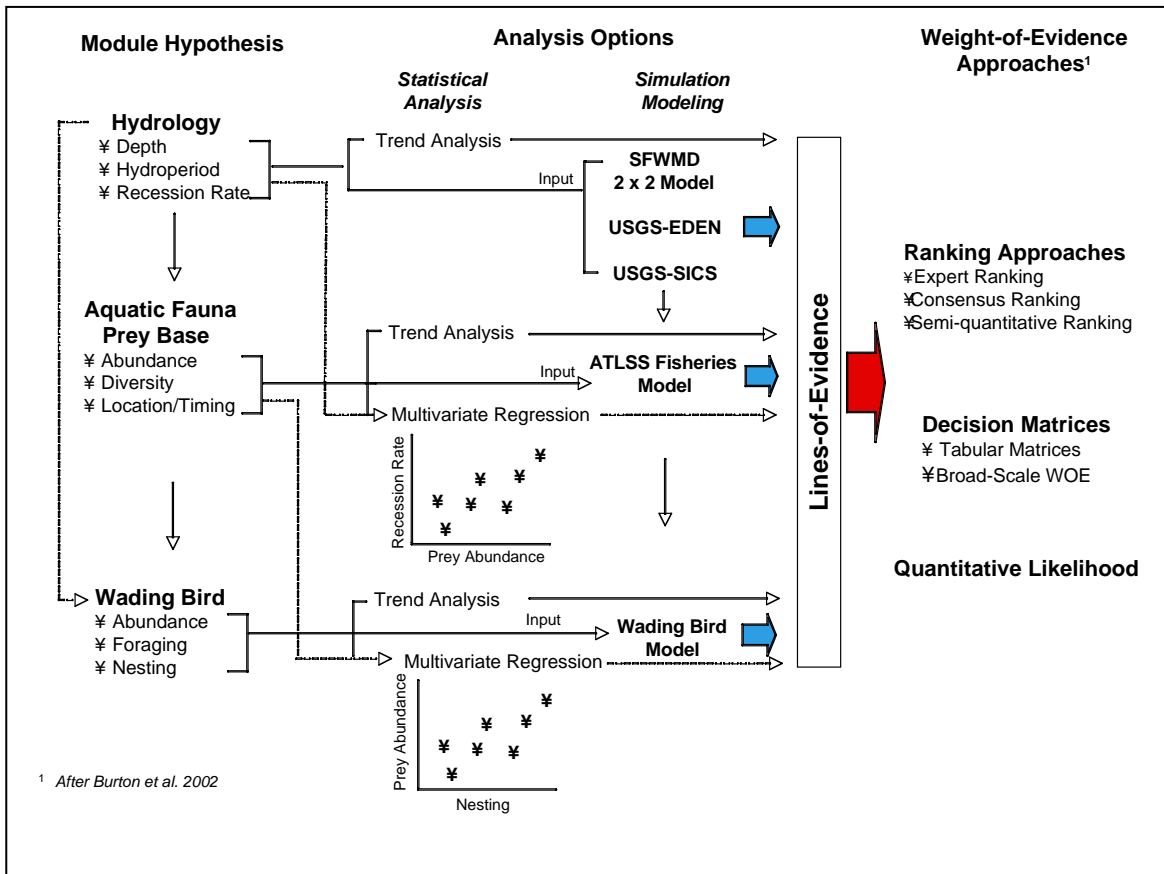 Module Hypothesis
Analysis Options
Weight-of-Evidence
Approaches¹
Statistical
Analysis
Simulation
Modeling
Hydrology
¥ Depth
¥ Hydroperiod
¥ Recession Rate
Trend Analysis
Input
SFWMD
2 x 2 Model
USGS-EDEN
USGS-SICS
Aquatic Fauna
Prey Base
¥ Abundance
¥ Diversity
¥ Location/Timing
Trend Analysis
Input
ATLSS Fisheries
Model
Multivariate Regression
Recession Rate
¥ ¥ ¥ ¥ ¥ ¥ ¥
Prey Abundance
Wading Bird
¥ Abundance
¥ Foraging
¥ Nesting
Trend Analysis
Input
Wading Bird
Model
Multivariate Regression
Prey Abundance
¥ ¥ ¥ ¥ ¥ ¥ ¥
Nesting
Lines-of-Evidence
Ranking Approaches
¥Expert Ranking
¥Consensus Ranking
¥Semi-quantitative Ranking
Decision Matrices
¥ Tabular Matrices
¥Broad-Scale WOE
Quantitative Likelihood
¹ After Burton et al. 2002